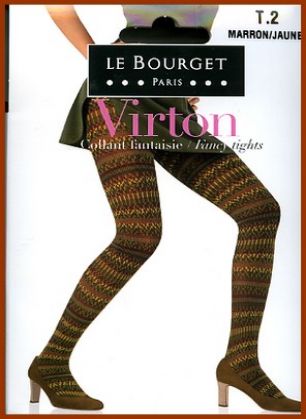 T.2
MARRON/JAUNE
LE BOURGET
••• PARIS •••
Virton
Collant fantaisie / Fancy tights